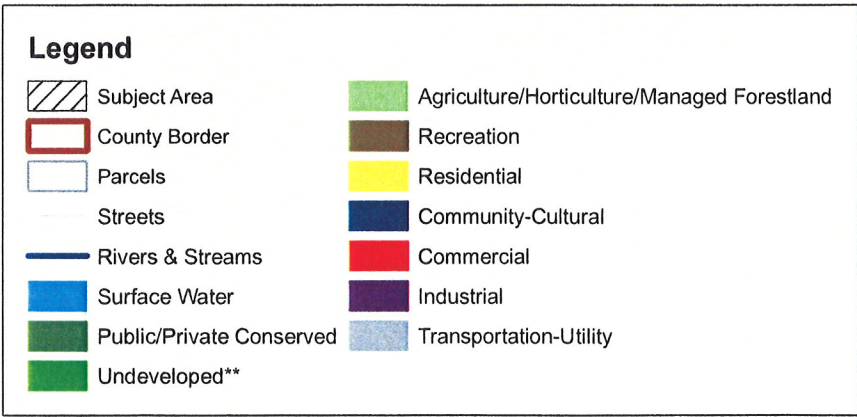 Legend
Subject Area
County Border
Parcels
Streets
Rivers & Streams
Surface Water
Public/Private Conserved
Undeveloped**
Agriculture/Horticulture/Managed Forestland
Recreation
Residential
Community-Cultural
Commercial
Industrial
Transportation-Utility